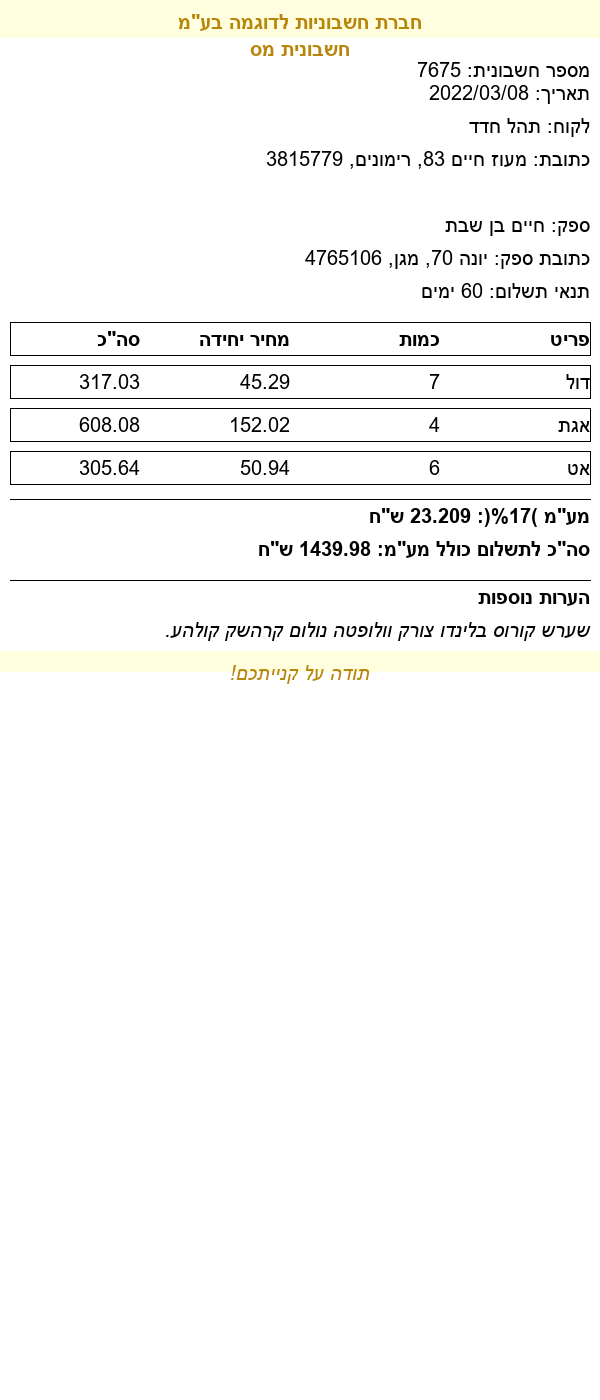 חברת חשבוניות לדוגמה בע"מ
חשבונית מס
מספר חשבונית: 7675
תאריך: 2022/03/08
לקוח: תהל חדד
כתובת: מעוז חיים 83, רימונים, 3815779
ספק: חיים בן שבת
כתובת ספק: יונה 70, מגן, 4765106
תנאי תשלום: 60 ימים
פריט כמות מחיר יחידה סה"כ
דול 7 45.29 317.03
אגת 4 152.02 608.08
אט 6 50.94 305.64
מע"מ )17%(: 23.209 ש"ח
סה"כ לתשלום כולל מע"מ: 1439.98 ש"ח
הערות נוספות
שערש קורוס בלינדו צורק וולופטה נולום קרהשק קולהע.
תודה על קנייתכם!